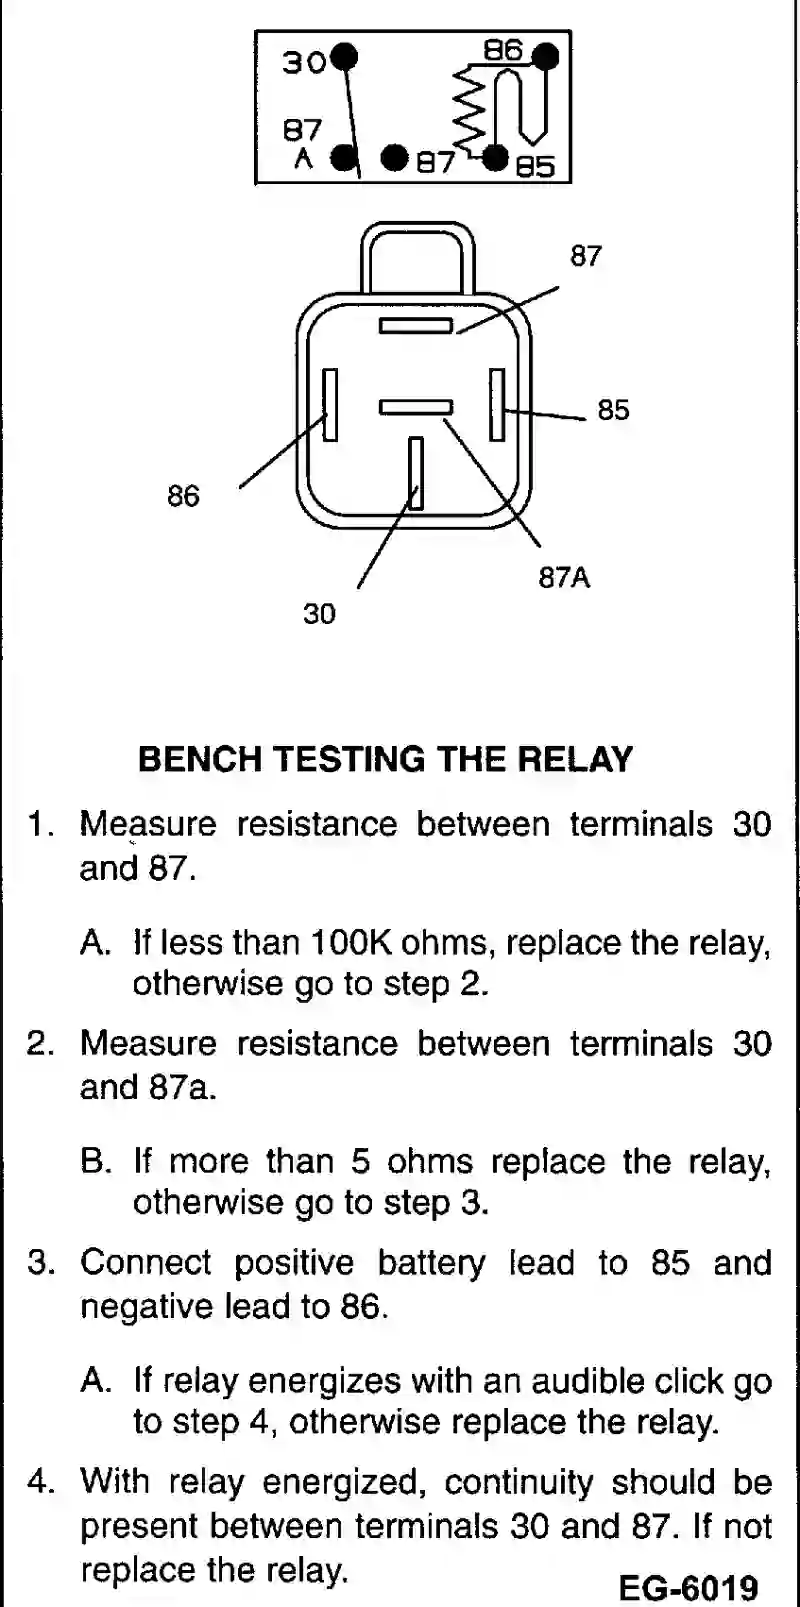 30
86
87
A
87
85
87
85
86
87A
30
BENCH TESTING THE RELAY
1. Measure resistance between terminals 30
and 87.
A. If less than 100K ohms, replace the relay,
otherwise go to step 2.
2. Measure resistance between terminals 30
and 87a.
B. If more than 5 ohms replace the relay,
otherwise go to step 3.
3. Connect positive battery lead to 85 and
negative lead to 86.
A. If relay energizes with an audible click go
to step 4, otherwise replace the relay.
4. With relay energized, continuity should be
present between terminals 30 and 87. If not
replace the relay.
EG-6019